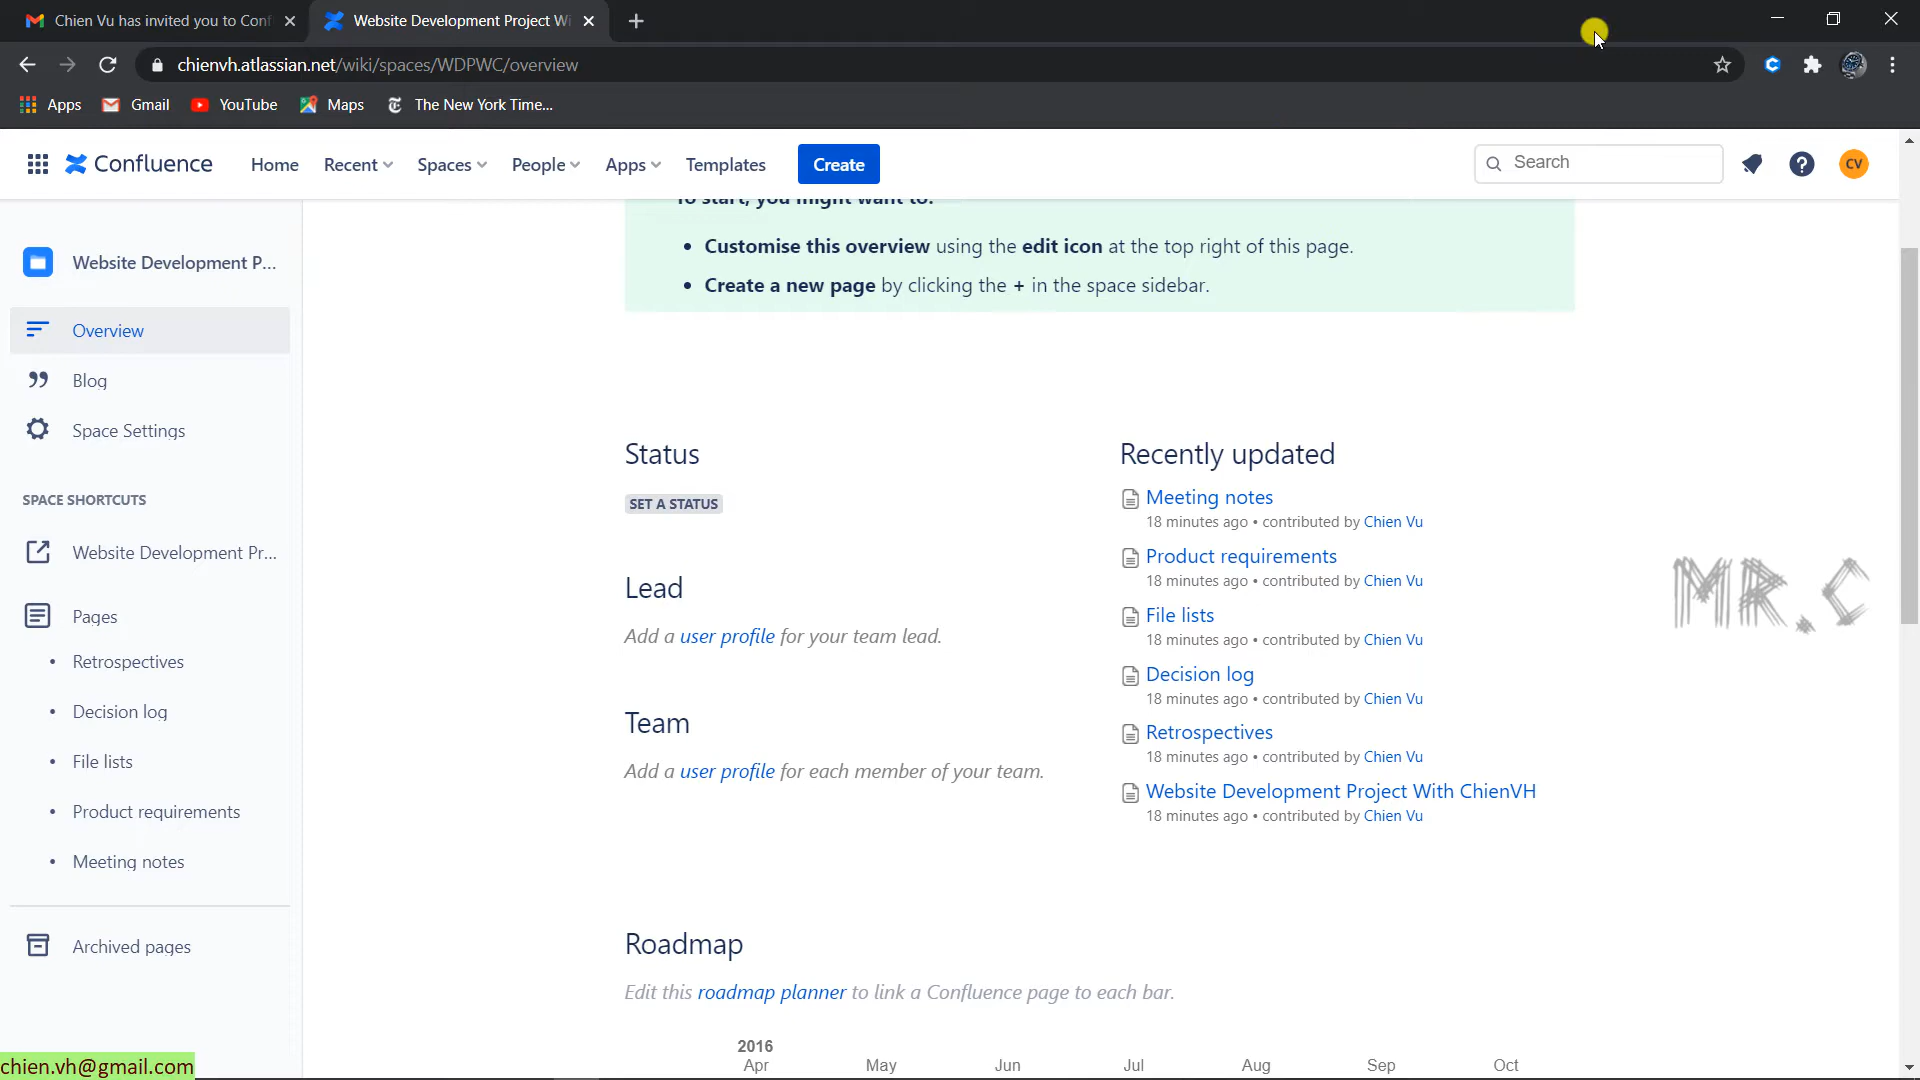 Chien Vu has invited you to Conf
Website Development Project Wi
chienvh.atlassian.net/wiki/spaces/WDPWC/overview
Apps
Gmail
YouTube
Maps
The New York Time...
Confluence
Home
Recent
Spaces
People
Apps
Templates
Create
Search
CV
Website Development P...
Overview
Blog
Space Settings
SPACE SHORTCUTS
Website Development Pr...
Pages
• Retrospectives
• Decision log
• File lists
• Product requirements
• Meeting notes
Archived pages
chien.vh@gmail.com
To start, you might want to:
• Customise this overview using the edit icon at the top right of this page.
• Create a new page by clicking the + in the space sidebar.
Status
SET A STATUS
Lead
Add a user profile for your team lead.
Team
Add a user profile for each member of your team.
Recently updated
Meeting notes
18 minutes ago • contributed by Chien Vu
Product requirements
18 minutes ago • contributed by Chien Vu
File lists
18 minutes ago • contributed by Chien Vu
Decision log
18 minutes ago • contributed by Chien Vu
Retrospectives
18 minutes ago • contributed by Chien Vu
Website Development Project With ChienVH
18 minutes ago • contributed by Chien Vu
MR.C
Roadmap
Edit this roadmap planner to link a Confluence page to each bar.
2016
Apr May Jun Jul Aug Sep Oct